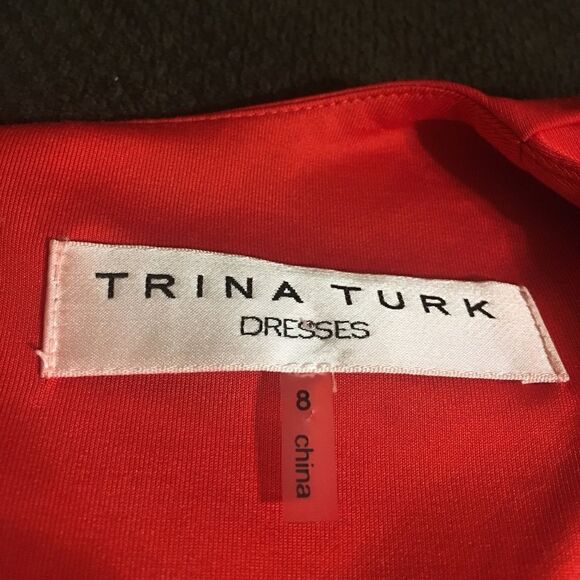 TRINA TURK
DRESSES
8 china